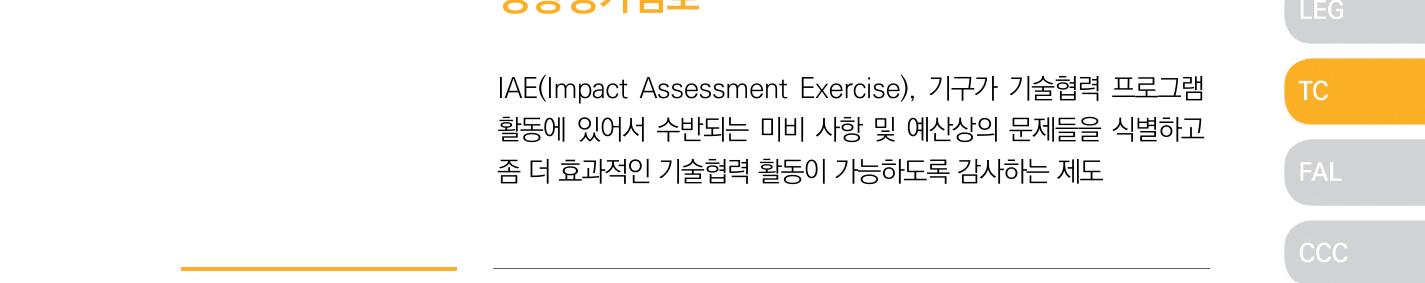 LEG
IAE(Impact Assessment Exercise), 기구가 기술협력 프로그램
활동에 있어서 수반되는 미비 사항 및 예산상의 문제들을 식별하고
좀 더 효과적인 기술협력 활동이 가능하도록 감사하는 제도
TC
FAL
CCC